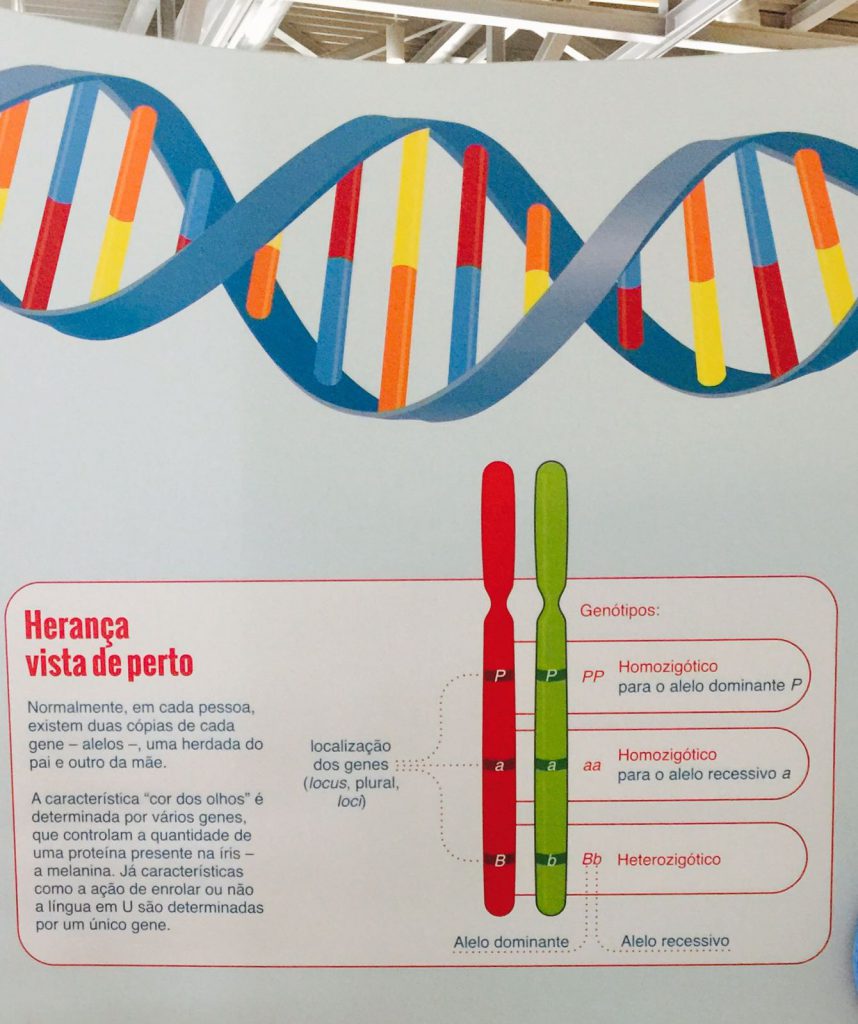 Herança
vista de perto
Normalmente, em cada pessoa,
existem duas cópias de cada
gene – alelos –, uma herdada do
pai e outro da mãe.
A característica “cor dos olhos” é
determinada por vários genes,
que controlam a quantidade de
uma proteína presente na íris –
a melanina. Já características
como a ação de enrolar ou não
a língua em U são determinadas
por um único gene.
localização
dos genes
(locus, plural,
loci)
Genótipos:
P P PP Homozigótico
para o alelo dominante P
a a aa Homozigótico
para o alelo recessivo a
B b Bb Heterozigótico
Alelo dominante Alelo recessivo